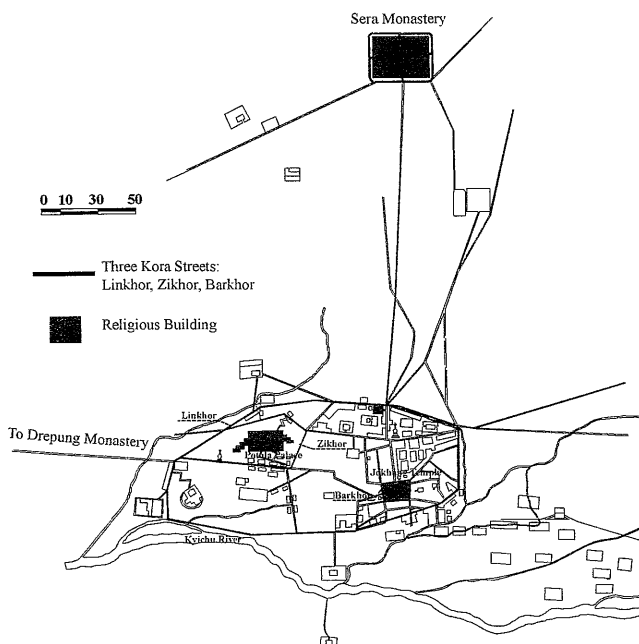 Sera Monastery
0 10 30 50
Three Kora Streets:
Linkhor, Zikhor, Barkhor
Religious Building
Linkhor
To Drepung Monastery
Zikhor
Potala Palace
Jokhang Temple
Barkhor
Kyichu River